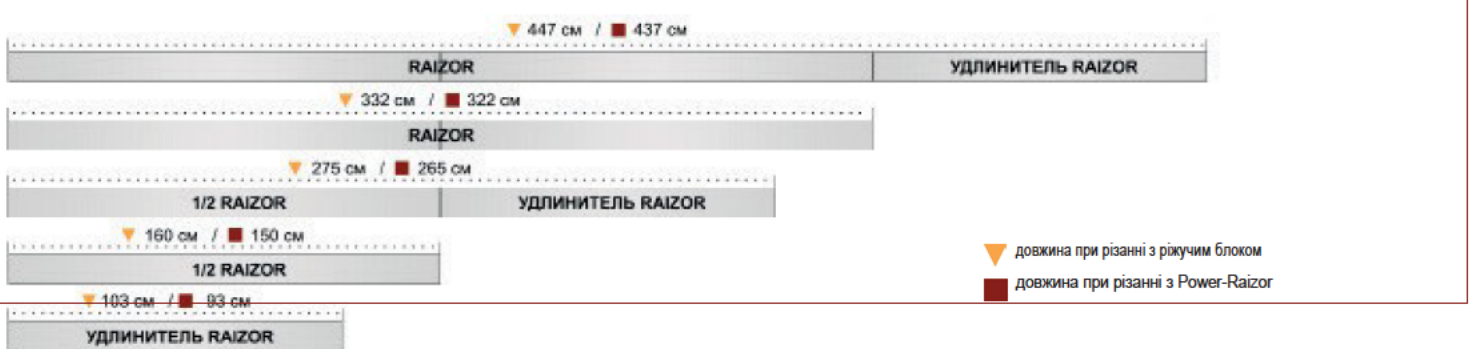 447 см / 437 см
RAIZOR УДЛИНИТЕЛЬ RAIZOR
332 см / 322 см
RAIZOR
275 см / 265 см
1/2 RAIZOR УДЛИНИТЕЛЬ RAIZOR
160 см / 150 см
1/2 RAIZOR
довжина при різанні з ріжучим блоком
довжина при різанні з Power-Raizor
103 см / 93 см
УДЛИНИТЕЛЬ RAIZOR